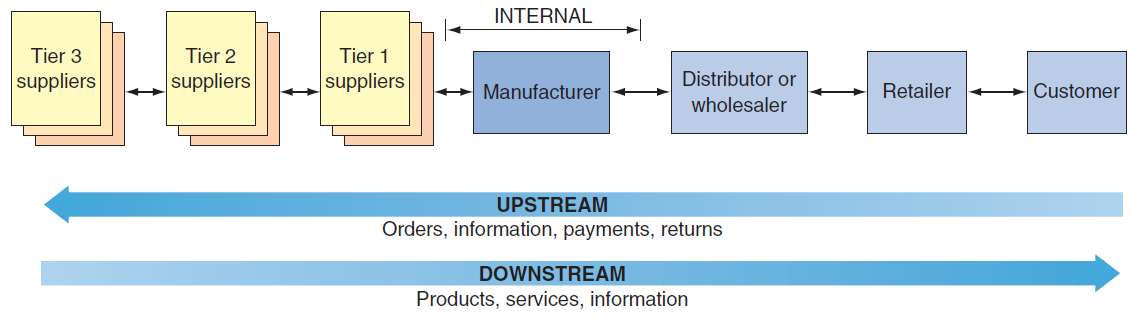 INTERNAL
Tier 3
suppliers
Tier 2
suppliers
Tier 1
suppliers
Manufacturer
Distributor or
wholesaler
Retailer
Customer
UPSTREAM
Orders, information, payments, returns
DOWNSTREAM
Products, services, information